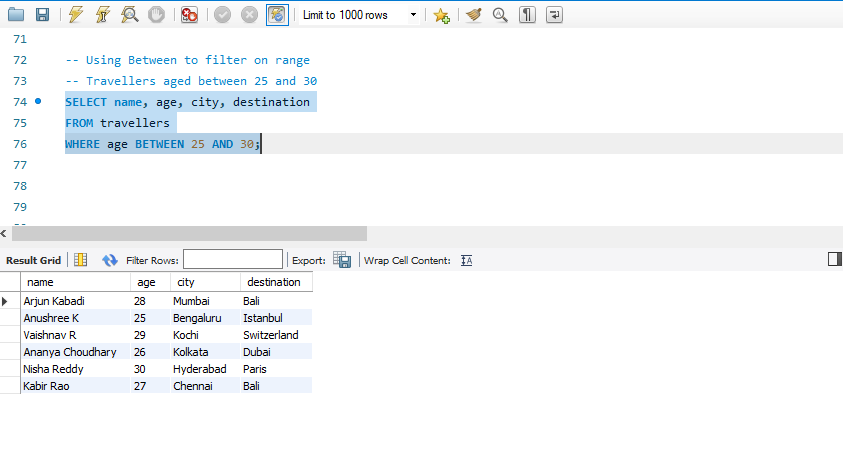 Limit to 1000 rows
71
72 -- Using Between to filter on range
73 -- Travellers aged between 25 and 30
74 SELECT name, age, city, destination
75 FROM travellers
76 WHERE age BETWEEN 25 AND 30;
77
78
79
Result Grid Filter Rows: Export: Wrap Cell Content:
name age city destination
Arjun Kabadi 28 Mumbai Bali
Anushree K 25 Bengaluru Istanbul
Vaishnav R 29 Kochi Switzerland
Ananya Choudhary 26 Kolkata Dubai
Nisha Reddy 30 Hyderabad Paris
Kabir Rao 27 Chennai Bali